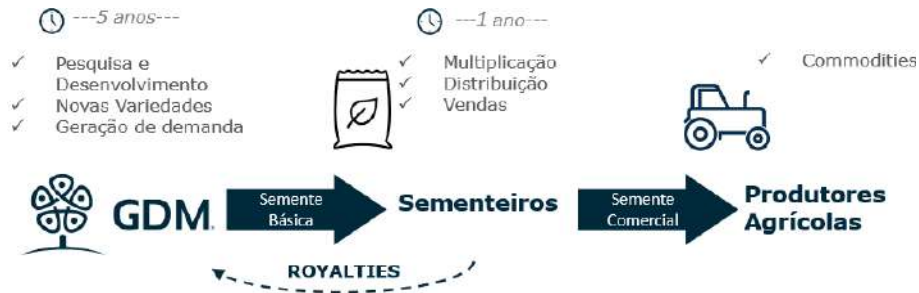 ---5 anos---
✓ Pesquisa e
Desenvolvimento
✓ Novas Variedades
✓ Geração de demanda
---1 ano---
✓ Multiplicação
✓ Distribuição
✓ Vendas
✓ Commodities
GDM
Semente
Básica
Sementeiros
Semente
Comercial
Produtores
Agrícolas
ROYALTIES